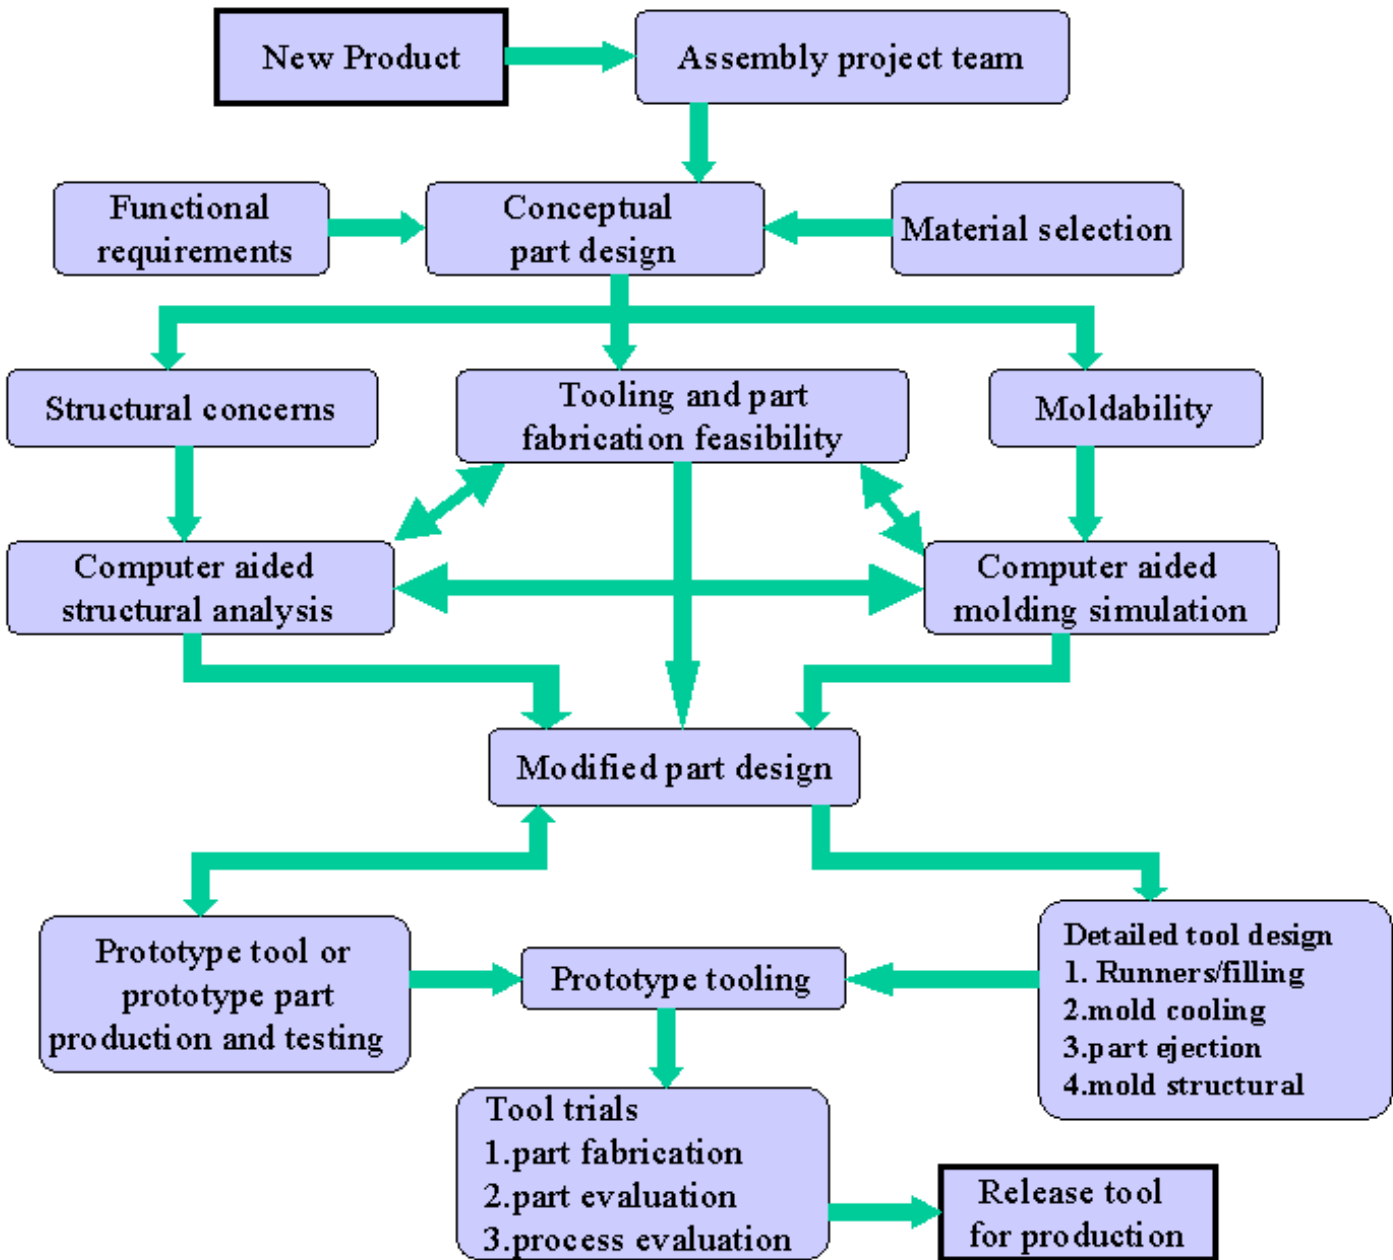 New Product
Assembly project team
Functional
requirements
Conceptual
part design
Material selection
Structural concerns
Tooling and part
fabrication feasibility
Moldability
Computer aided
structural analysis
Computer aided
molding simulation
Modified part design
Prototype tool or
prototype part
production and testing
Prototype tooling
Detailed tool design
1. Runners/filling
2.mold cooling
3.part ejection
4.mold structural
Tool trials
1.part fabrication
2.part evaluation
3.process evaluation
Release tool
for production